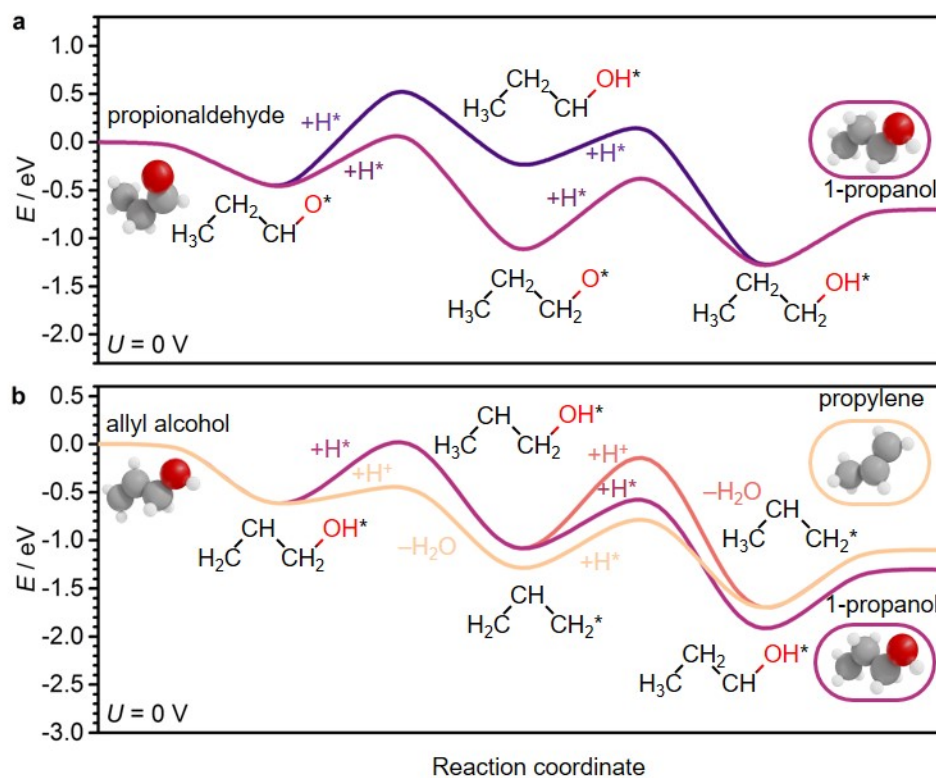 a
1.0
0.5
0.0
-0.5
-1.0
-1.5
-2.0
E / eV
propionaldehyde
+H*
+H*
CH₂ OH*
H₃C CH
+H*
+H*
1-propanol
CH₂ O*
H₃C CH
CH₂ O*
H₃C CH₂
CH₂ OH*
H₃C CH₂
U = 0 V
b
0.5
0.0
-0.5
-1.0
-1.5
-2.0
-2.5
-3.0
E / eV
allyl alcohol
+H*
+H⁺
CH OH*
H₃C CH₂
+H⁺
+H*
–H₂O
propylene
CH OH*
H₂C CH₂
–H₂O
+H*
CH
H₃C CH₂*
CH
H₂C CH₂*
1-propanol
CH₂ OH*
H₃C CH
U = 0 V
Reaction coordinate